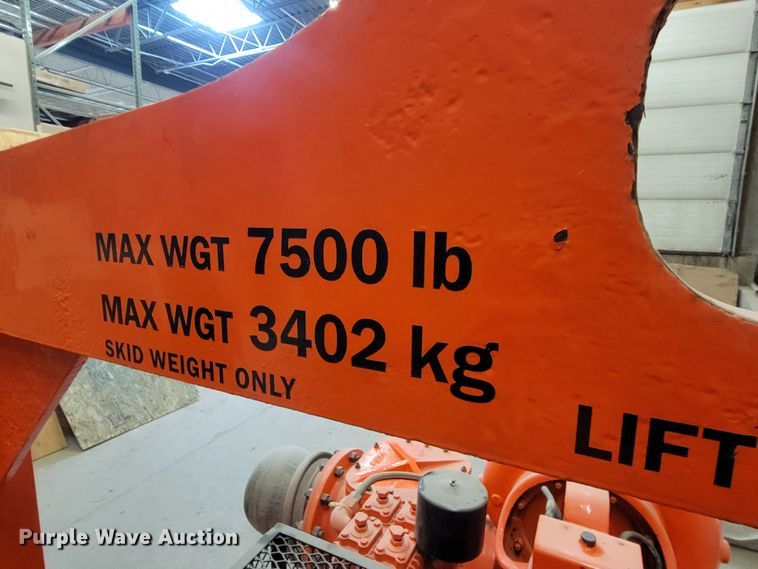 MAX WGT 7500 lb
MAX WGT 3402 kg
SKID WEIGHT ONLY
LIFT
Purple Wave Auction